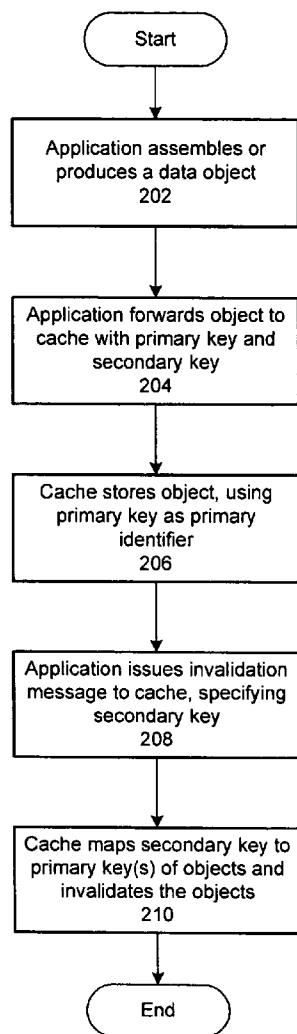 Start
Application assembles or
produces a data object
202
Application forwards object to
cache with primary key and
secondary key
204
Cache stores object, using
primary key as primary
identifier
206
Application issues invalidation
message to cache, specifying
secondary key
208
Cache maps secondary key to
primary key(s) of objects and
invalidates the objects
210
End